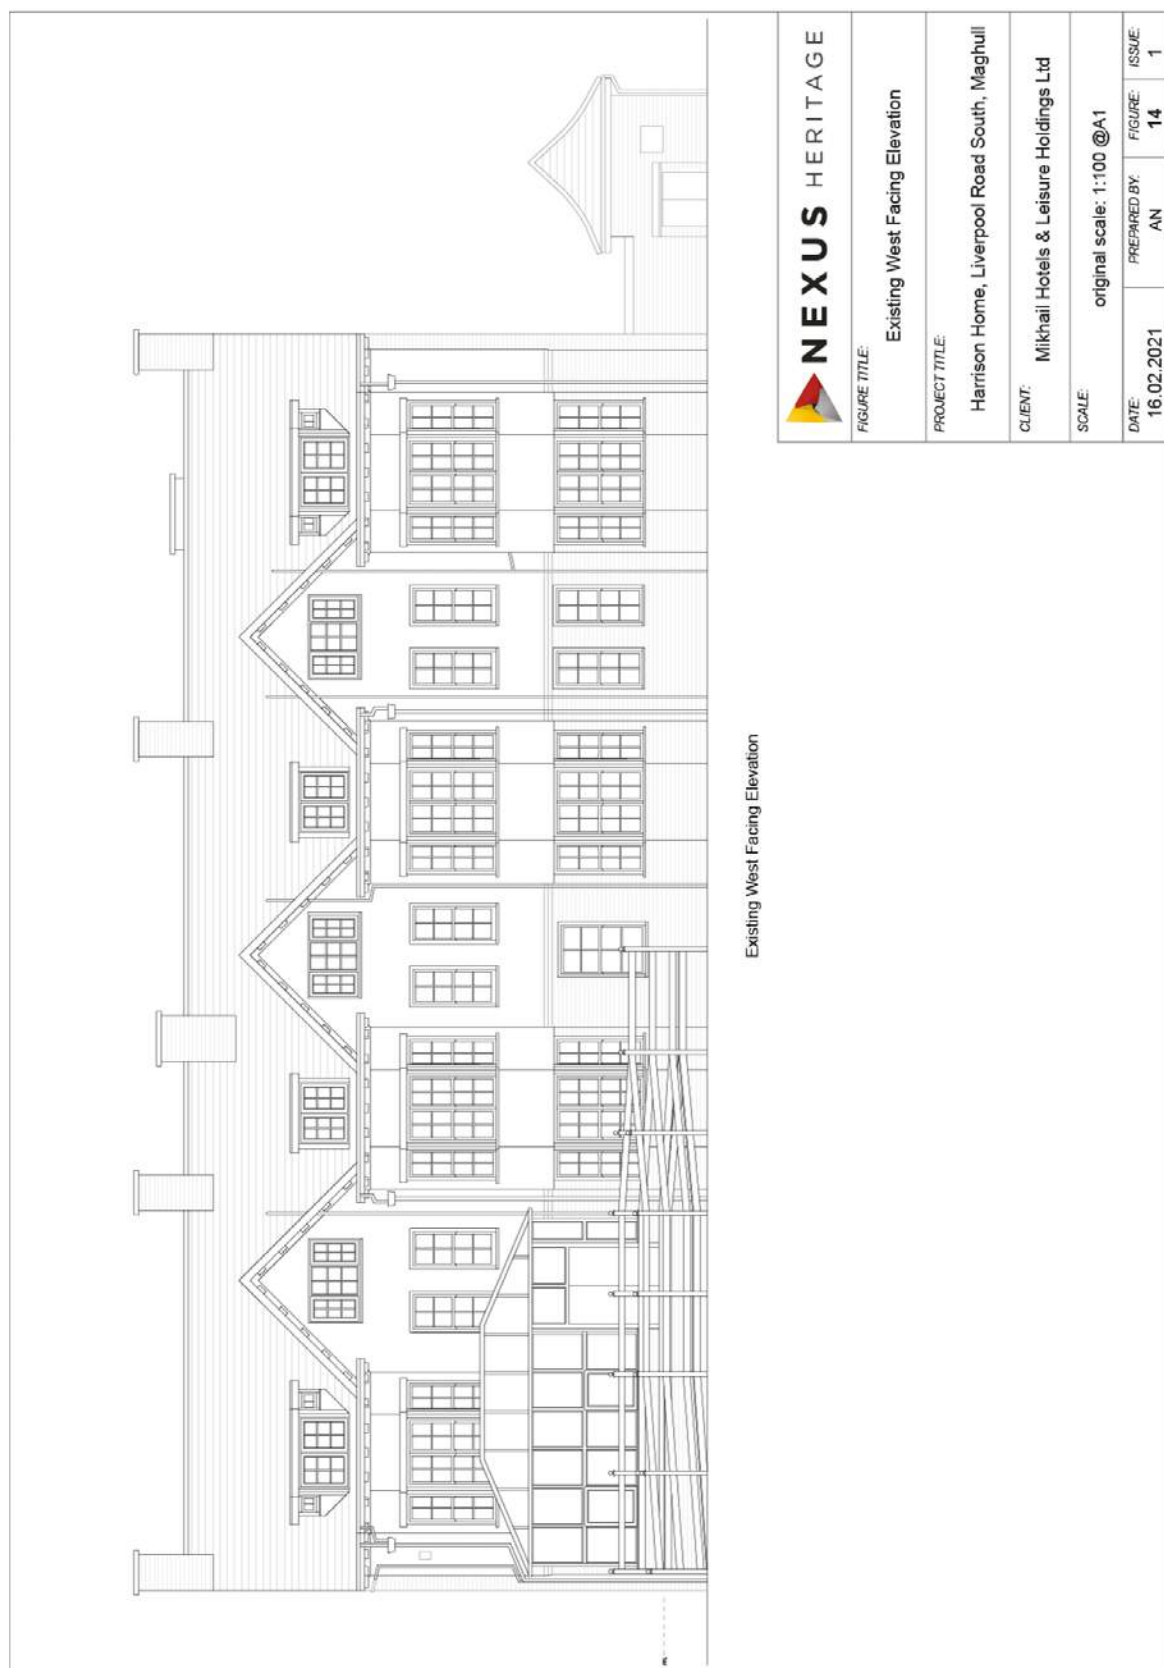 Existing West Facing Elevation
NEXUS HERITAGE
FIGURE TITLE:
Existing West Facing Elevation
PROJECT TITLE:
Harrison Home, Liverpool Road South, Maghull
CLIENT:
Mikhail Hotels & Leisure Holdings Ltd
SCALE:
original scale: 1:100 @A1
DATE: PREPARED BY: FIGURE: ISSUE:
16.02.2021 AN 14 1